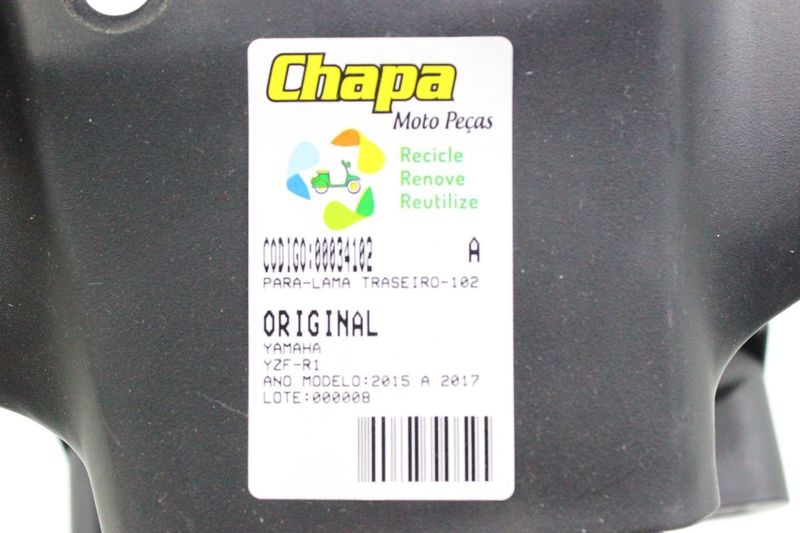 Chapa
Moto Peças
Recicle
Renove
Reutilize
CODIGO:00034102 A
PARA-LAMA TRASEIRO-102
ORIGINAL
YAMAHA
YZF-R1
ANO MODELO:2015 A 2017
LOTE:000008